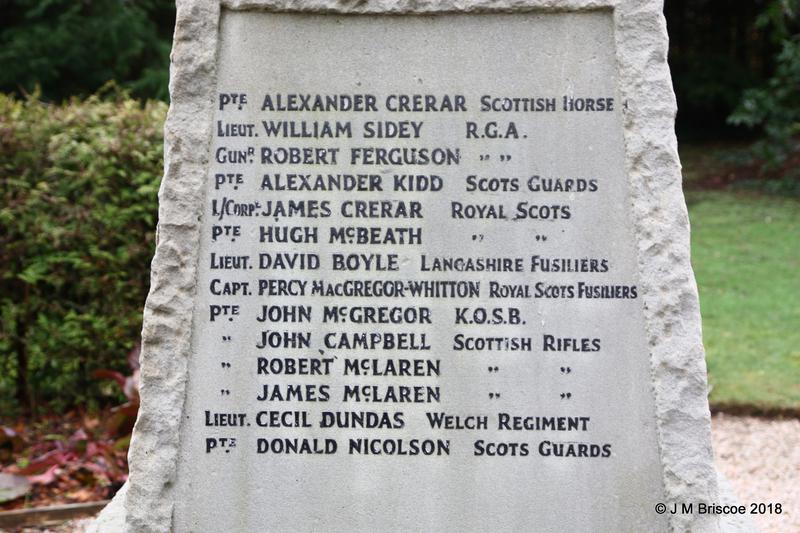 PTE ALEXANDER CRERAR SCOTTISH HORSE
LIEUT. WILLIAM SIDEY R.G.A.
GUNR ROBERT FERGUSON " "
PTE ALEXANDER KIDD SCOTS GUARDS
L/CORPL JAMES CRERAR ROYAL SCOTS
PTE HUGH MCBEATH " "
LIEUT. DAVID BOYLE LANCASHIRE FUSILIERS
CAPT. PERCY MACGREGOR-WHITTON ROYAL SCOTS FUSILIERS
PTE JOHN MCGREGOR K.O.S.B.
" JOHN CAMPBELL SCOTTISH RIFLES
" ROBERT MCLAREN " "
" JAMES MCLAREN " "
LIEUT. CECIL DUNDAS WELCH REGIMENT
PTE DONALD NICOLSON SCOTS GUARDS
© J M Briscoe 2018